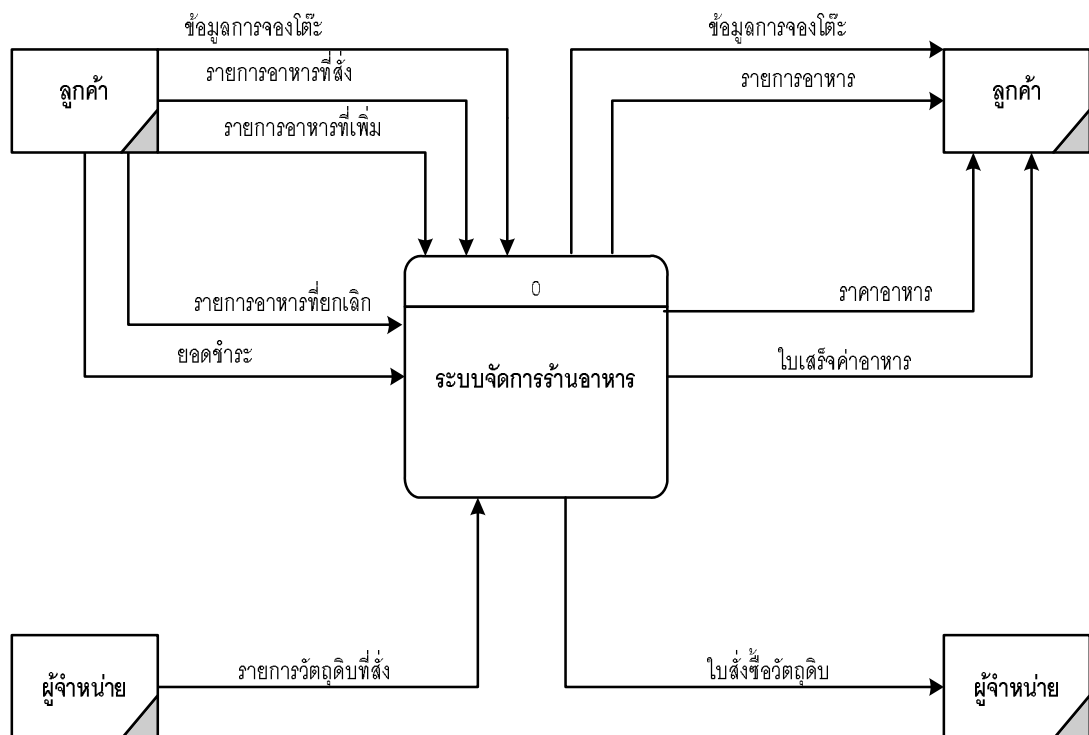 ข้อมูลการจองโต๊ะ
ข้อมูลการจองโต๊ะ
รายการอาหารที่สั่ง
รายการอาหาร
ลูกค้า
ลูกค้า
รายการอาหารที่เพิ่ม
0
รายการอาหารที่ยกเลิก
ราคาอาหาร
ยอดชำระ
ใบเสร็จค่าอาหาร
ระบบจัดการร้านอาหาร
รายการวัตถุดิบที่สั่ง
ใบสั่งซื้อวัตถุดิบ
ผู้จำหน่าย
ผู้จำหน่าย